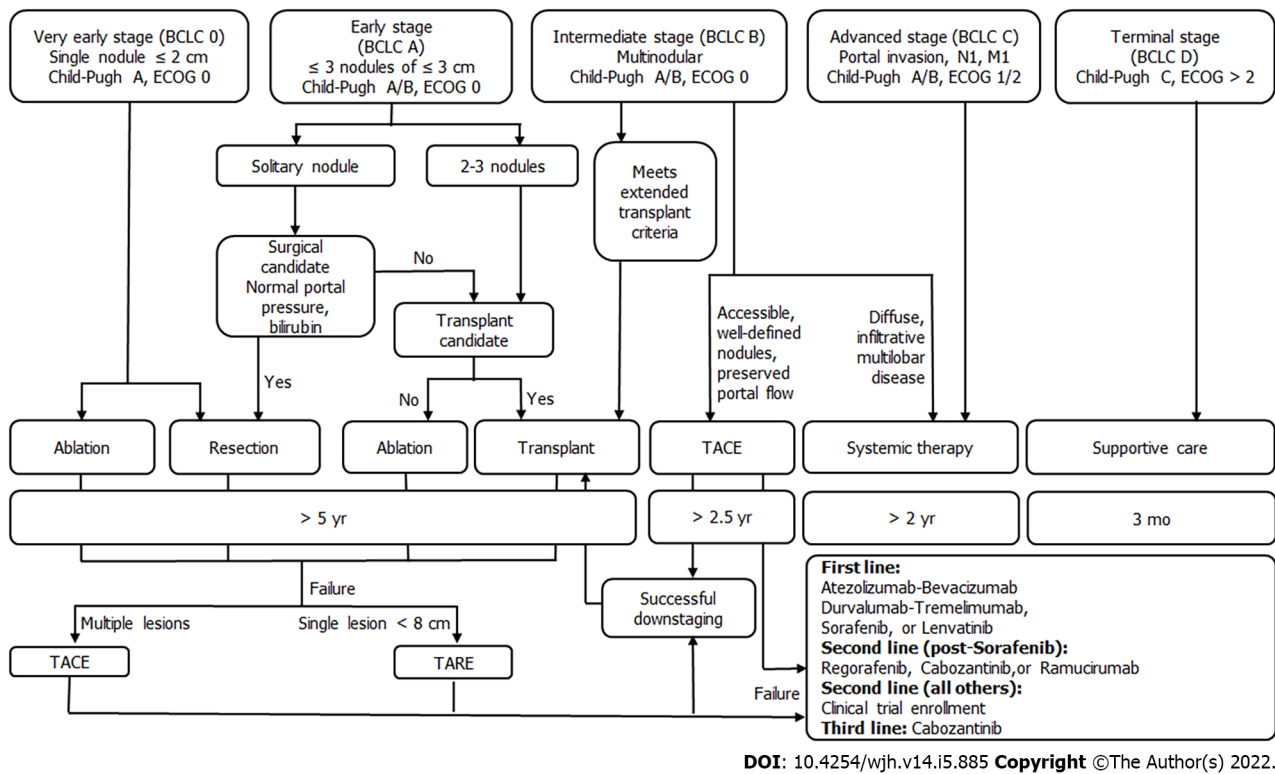 Very early stage (BCLC 0)
Single nodule ≤ 2 cm
Child-Pugh A, ECOG 0
Early stage
(BCLC A)
≤ 3 nodules of ≤ 3 cm
Child-Pugh A/B, ECOG 0
Intermediate stage (BCLC B)
Multinodular
Child-Pugh A/B, ECOG 0
Advanced stage (BCLC C)
Portal invasion, N1, M1
Child-Pugh A/B, ECOG 1/2
Terminal stage
(BCLC D)
Child-Pugh C, ECOG > 2
Solitary nodule
2-3 nodules
Meets
extended
transplant
criteria
Surgical
candidate
Normal portal
pressure,
bilirubin
No
Transplant
candidate
Accessible,
well-defined
nodules,
preserved
portal flow
Diffuse,
infiltrative
multilobar
disease
Yes
No
Yes
Ablation
Resection
Ablation
Transplant
TACE
Systemic therapy
Supportive care
> 5 yr
> 2.5 yr
> 2 yr
3 mo
Failure
Multiple lesions
Single lesion < 8 cm
TACE
TARE
Successful
downstaging
Failure
First line:
Atezolizumab-Bevacizumab
Durvalumab-Tremelimumab,
Sorafenib, or Lenvatinib
Second line (post-Sorafenib):
Regorafenib, Cabozantinib,or Ramucirumab
Second line (all others):
Clinical trial enrollment
Third line: Cabozantinib
DOI: 10.4254/wjh.v14.i5.885 Copyright ©The Author(s) 2022.